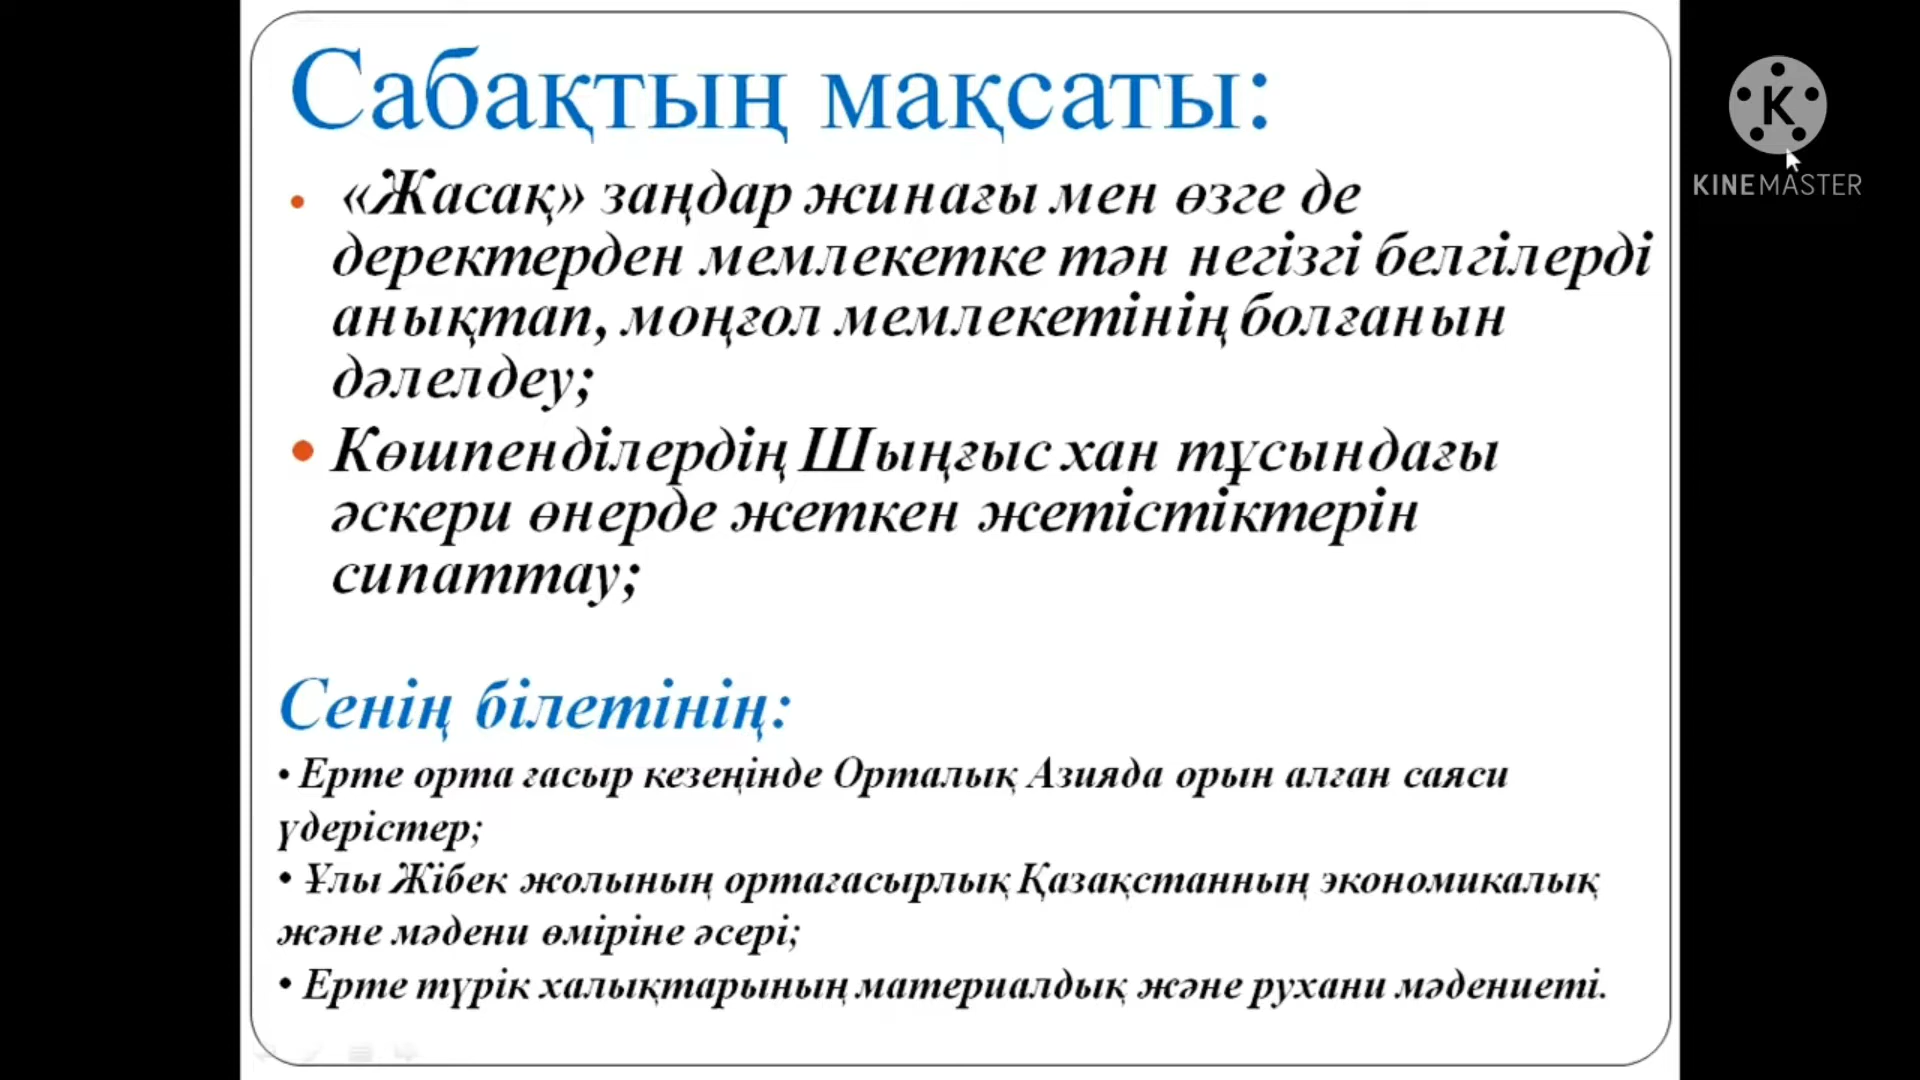 Сабақтың мақсаты:
• «Жасақ» заңдар жинағы мен өзге де
деректерден мемлекетке тән негізгі белгілерді
анықтап, моңғол мемлекетінің болғанын
дәлелдеу;
• Көшпенділердің Шыңғыс хан тұсындағы
әскери өнерде жеткен жетістіктерін
сипаттау;
Сенің білетінің:
• Ерте орта ғасыр кезеңінде Орталық Азияда орын алған саяси
үдерістер;
• Ұлы Жібек жолының ортағасырлық Қазақстанның экономикалық
және мәдени өміріне әсері;
• Ерте түрік халықтарының материалдық және рухани мәдениеті.
K
KINEMASTER